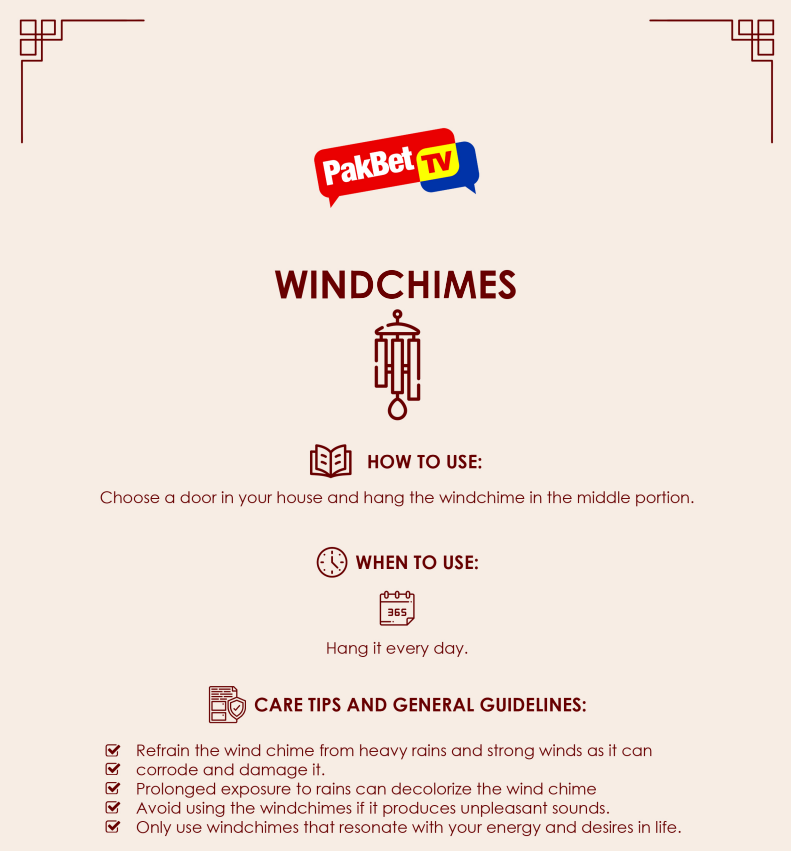 PakBet TV
WINDCHIMES
HOW TO USE:
Choose a door in your house and hang the windchime in the middle portion.
WHEN TO USE:
365
Hang it every day.
CARE TIPS AND GENERAL GUIDELINES:
Refrain the wind chime from heavy rains and strong winds as it can
corrode and damage it.
Prolonged exposure to rains can decolorize the wind chime
Avoid using the windchimes if it produces unpleasant sounds.
Only use windchimes that resonate with your energy and desires in life.